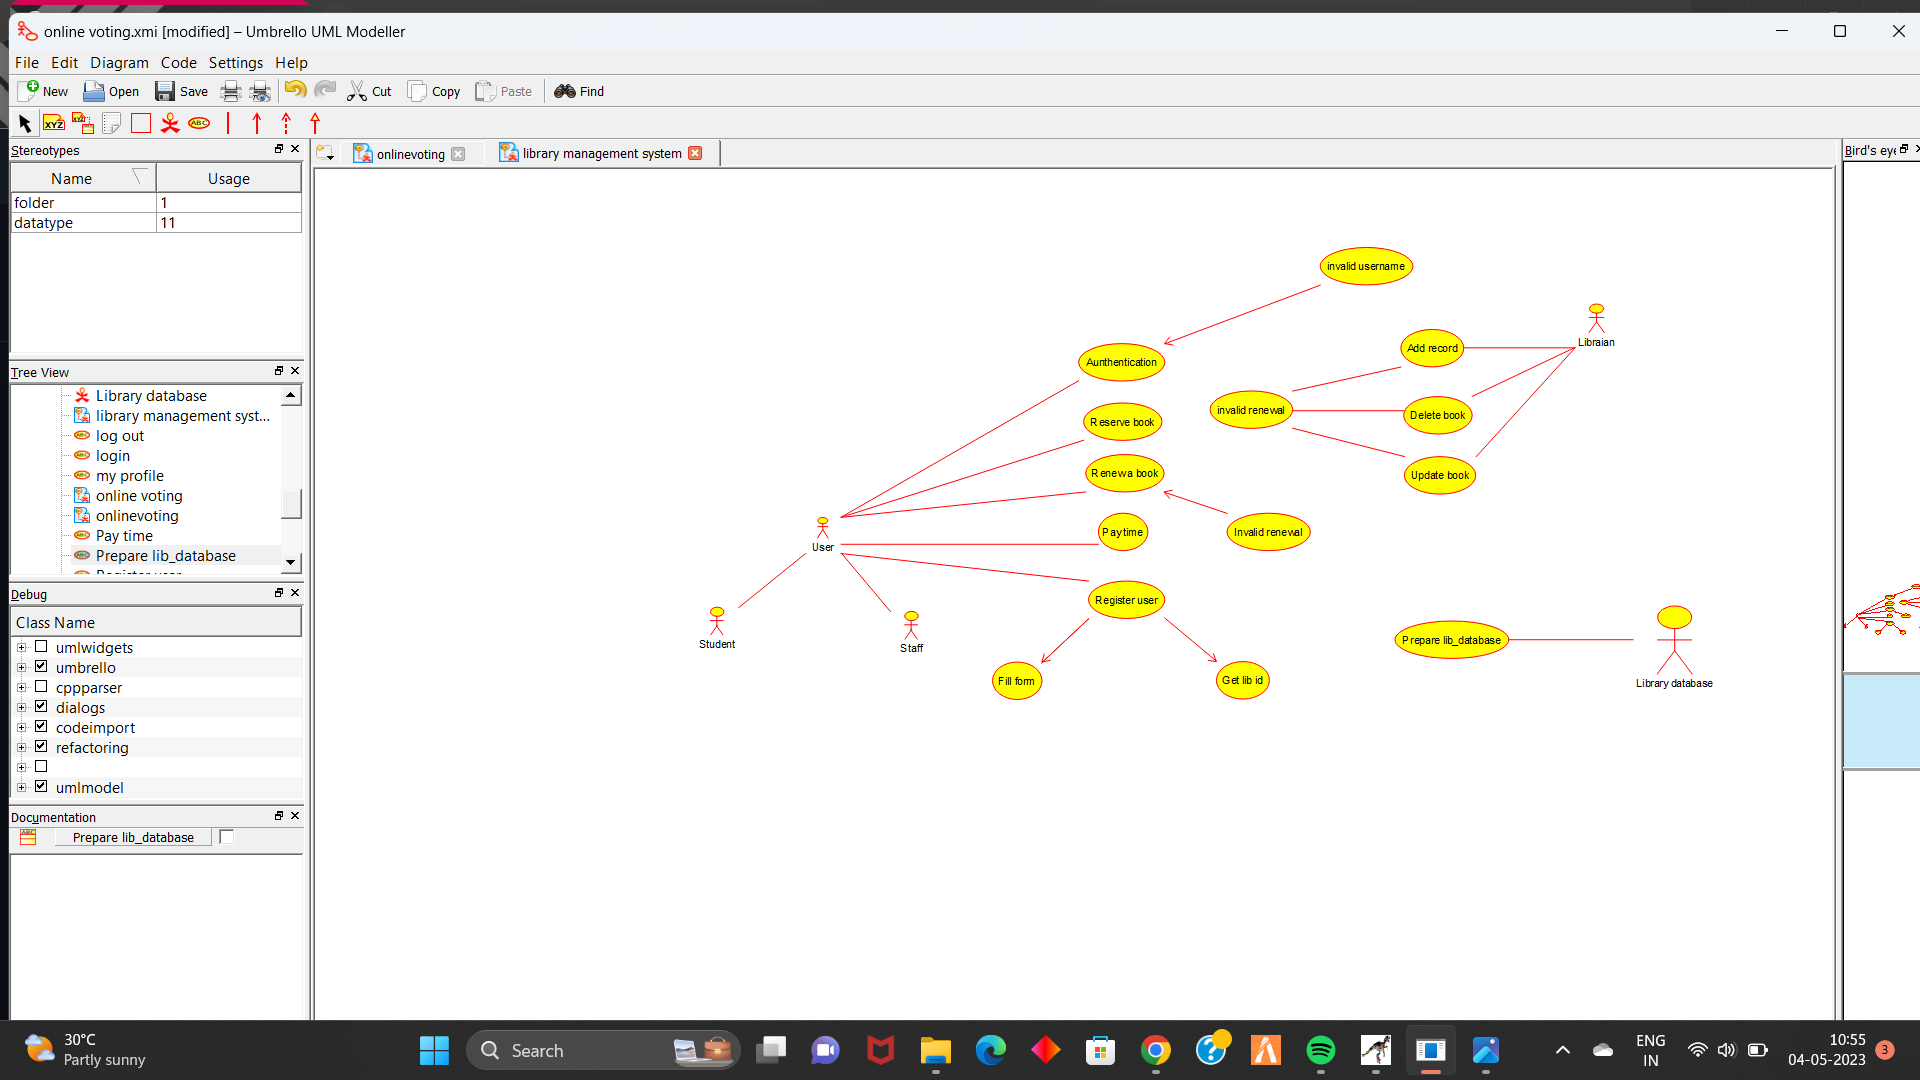 online voting.xmi [modified] – Umbrello UML Modeller
File Edit Diagram Code Settings Help
New Open Save Cut Copy Paste Find
XYZ XYZ ABC
Stereotypes
Name Usage
folder 1
datatype 11
Tree View
Library database
library management syst...
log out
login
my profile
online voting
onlinevoting
Pay time
Prepare lib_database
Debug
Class Name
umlwidgets
umbrello
cppparser
dialogs
codeimport
refactoring
umlmodel
Documentation
Prepare lib_database
onlinevoting
library management system
Bird's eye
invalid username
Libraian
Add record
Aunthentication
invalid renewal
Delete book
Reserve book
Renewa book
Update book
Pay time
Invalid renewal
User
Register user
Student
Staff
Prepare lib_database
Fill form
Get lib id
Library database
30°C
Partly sunny
Search
ENG
IN
10:55
04-05-2023
3